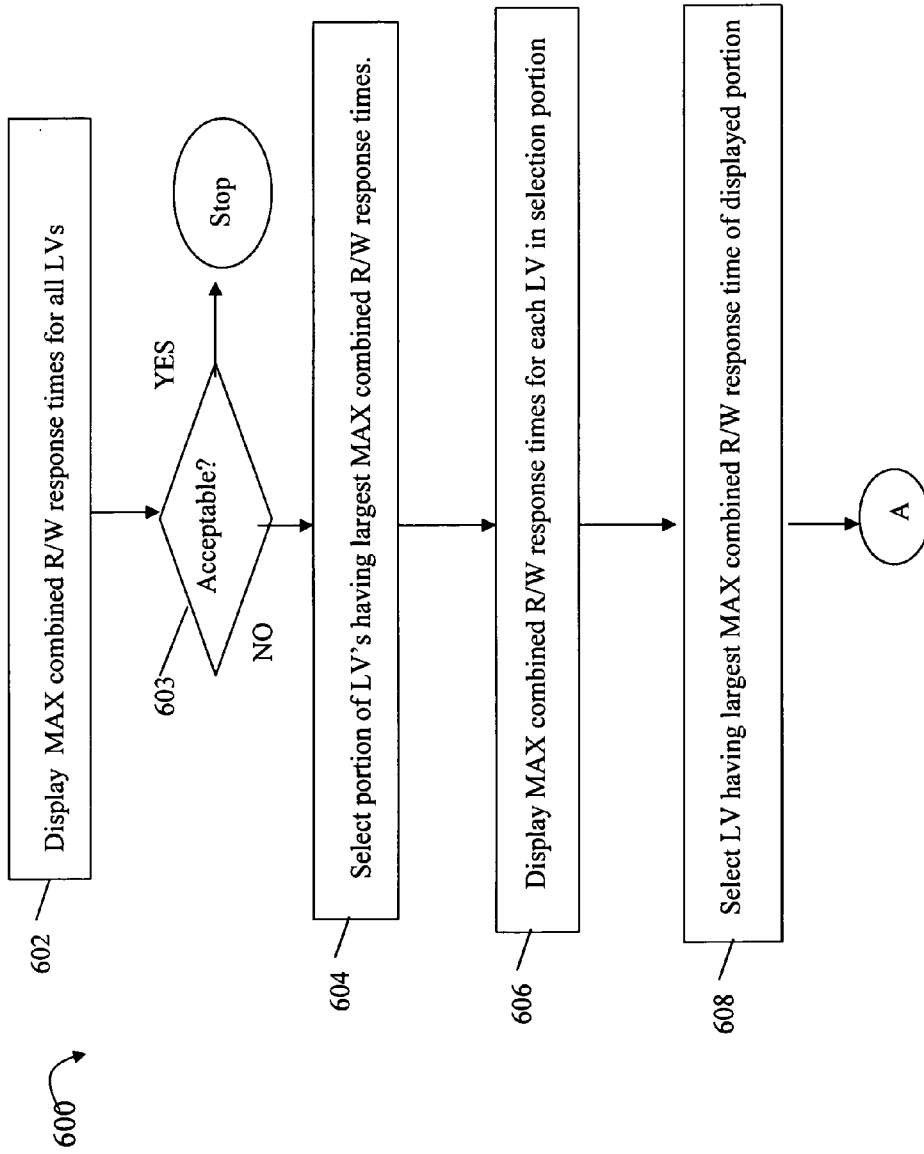 600
602
Display MAX combined R/W response times for all LVs
603
Acceptable?
YES
Stop
NO
604
Select portion of LV's having largest MAX combined R/W response times.
606
Display MAX combined R/W response times for each LV in selection portion
608
Select LV having largest MAX combined R/W response time of displayed portion
A